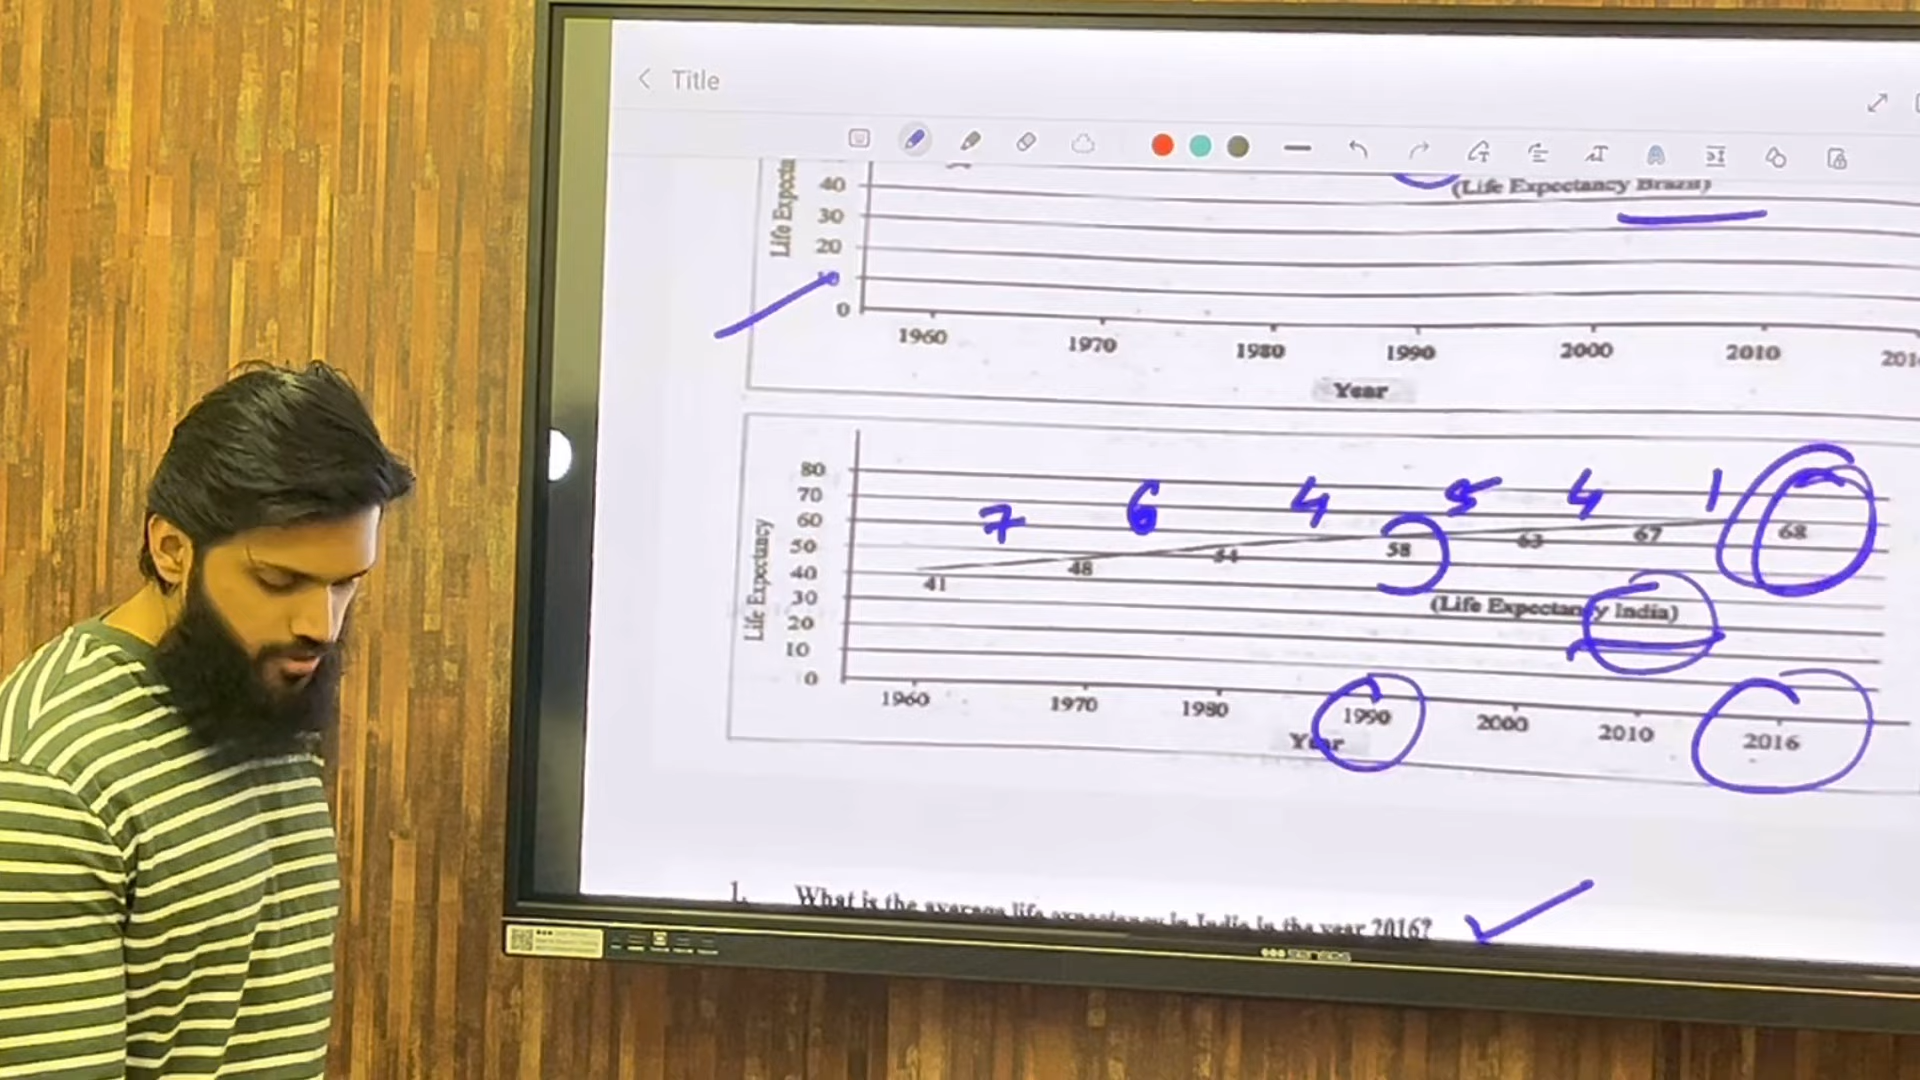 Title
40
(Life Expectancy Brazil)
30
20
10
0
1960 1970 1980 1990 2000 2010
Year
80
70
60
50
40
30
20
10
0
Life Expectancy
7 6 4 5 4 1
41 48 54 58 63 67 68
(Life Expectancy India)
1960 1970 1980 1990 2000 2010 2016
Year
1. What is the average life expectancy in India in the year 2016?